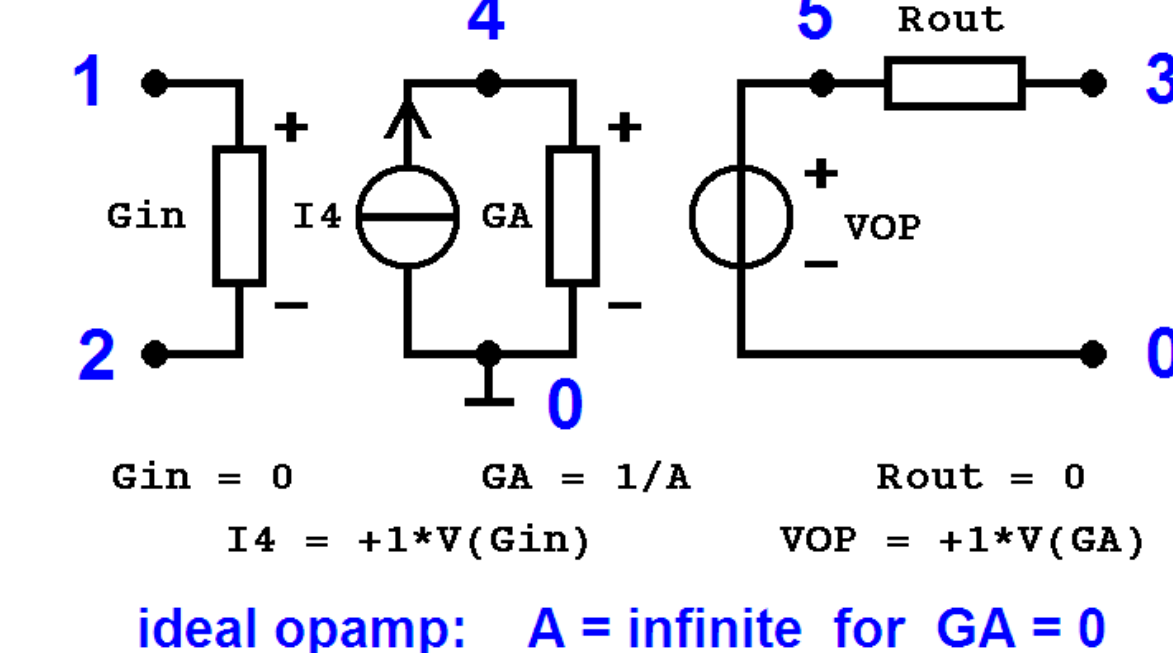 4 5 Rout
1 + + 3
+
Gin I4 GA VOP
−
− −
2 0
0
Gin = 0 GA = 1/A Rout = 0
I4 = +1*V(Gin) VOP = +1*V(GA)
ideal opamp: A = infinite for GA = 0